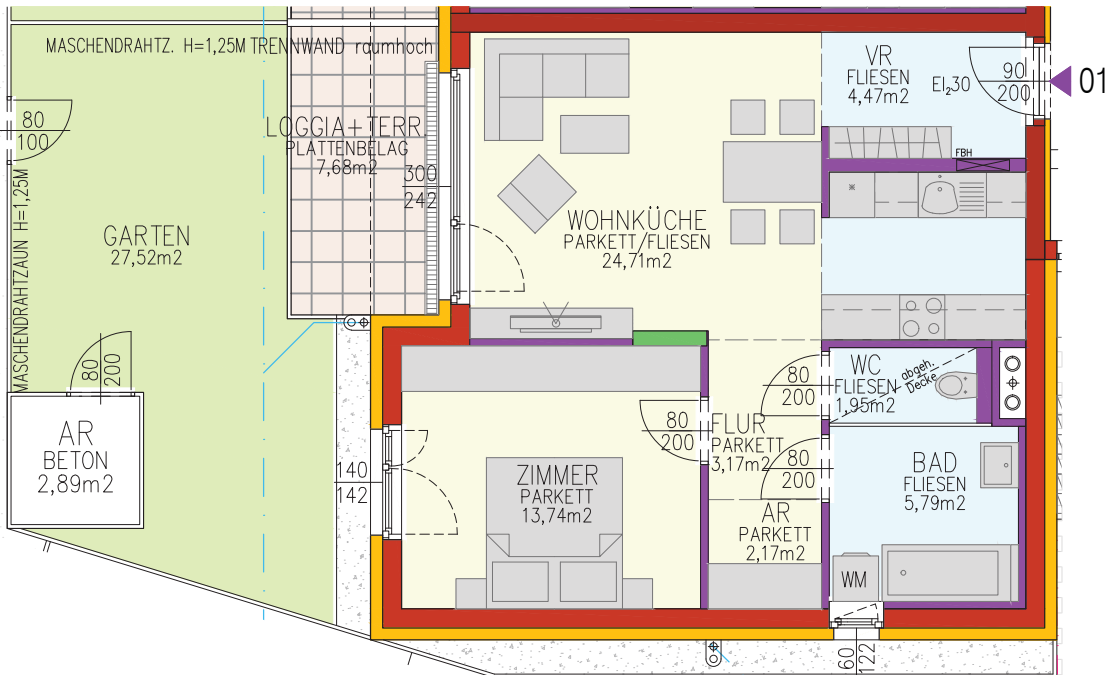 MASCHENDRAHTZ. H=1,25M TRENNWAND raumhoch
VR
FLIESEN
4,47m2
EI₂30
90
200
01
80
100
LOGGIA+TERR.
PLATTENBELAG
7,68m2
300
242
FBH
MASCHENDRAHTZAUN H=1,25M
GARTEN
27,52m2
WOHNKÜCHE
PARKETT/FLIESEN
24,71m2
80
200
AR
BETON
2,89m2
WC
FLIESEN
1,95m2
abgeh.
Decke
80
200
80
200
FLUR
PARKETT
3,17m2
80
200
BAD
FLIESEN
5,79m2
140
142
ZIMMER
PARKETT
13,74m2
AR
PARKETT
2,17m2
WM
60
122